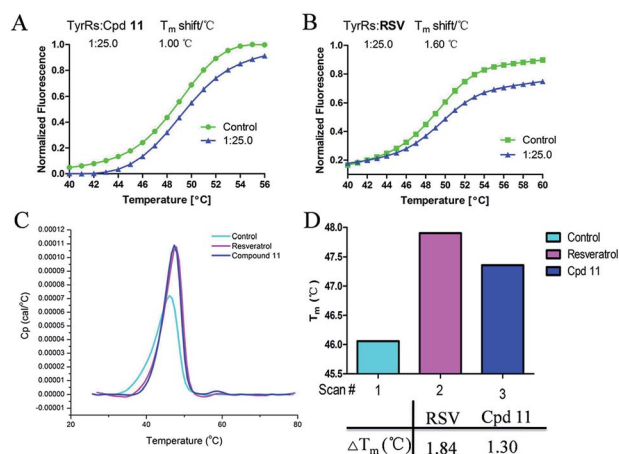 A
TyrRs:Cpd 11 Tm shift/℃
1:25.0 1.00 ℃
Normalized Fluorescence
1.0
0.8
0.6
0.4
0.2
0.0
Control
1:25.0
40 42 44 46 48 50 52 54 56
Temperature [°C]
B
TyrRs:RSV Tm shift/℃
1:25.0 1.60 ℃
Normalized Fluorescence
1.0
0.8
0.6
0.4
0.2
Control
1:25.0
40 42 44 46 48 50 52 54 56 58 60
Temperature [°C]
C
Cp (cal/°C)
0.00012
0.00011
0.00010
0.00009
0.00008
0.00007
0.00006
0.00005
0.00004
0.00003
0.00002
0.00001
0.00000
-0.00001
Control
Resveratrol
Compound 11
20 40 60 80
Temperature (°C)
D
Tm (℃)
48.0
47.5
47.0
46.5
46.0
45.5
Control
Resveratrol
Cpd 11
Scan # 1 2 3
RSV Cpd 11
△Tm(℃) 1.84 1.30